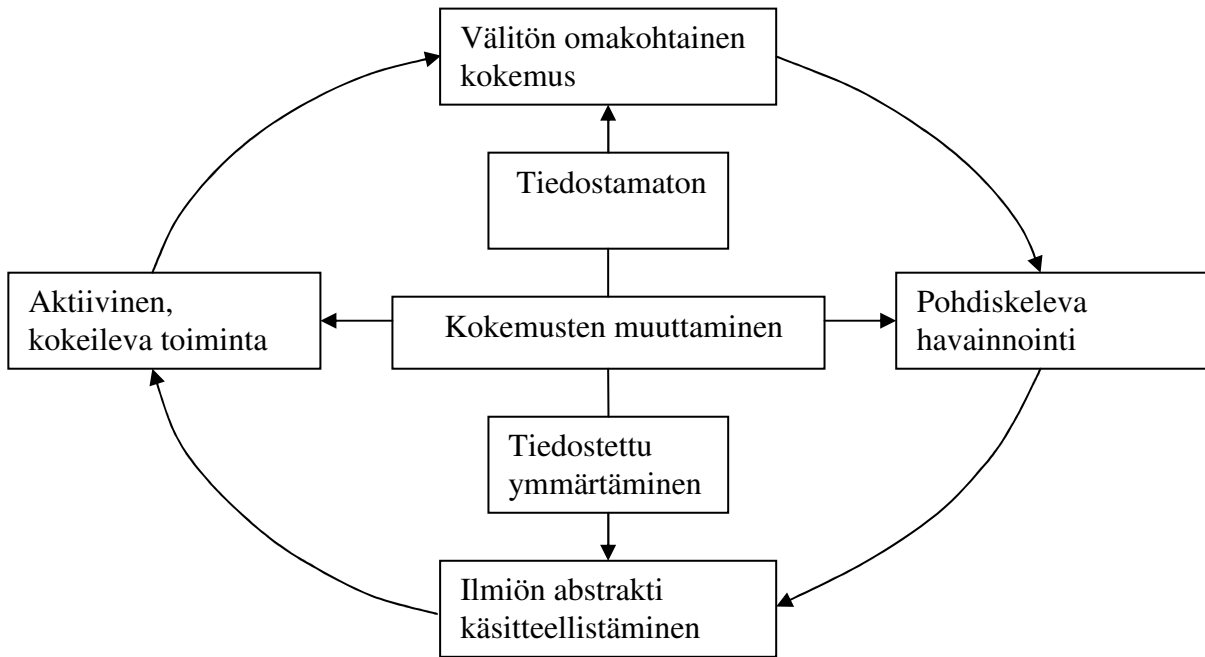 Välitön omakohtainen
kokemus
Tiedostamaton
Aktiivinen,
kokeileva toiminta
Kokemusten muuttaminen
Pohdiskeleva
havainnointi
Tiedostettu
ymmärtäminen
Ilmiön abstrakti
käsitteellistäminen